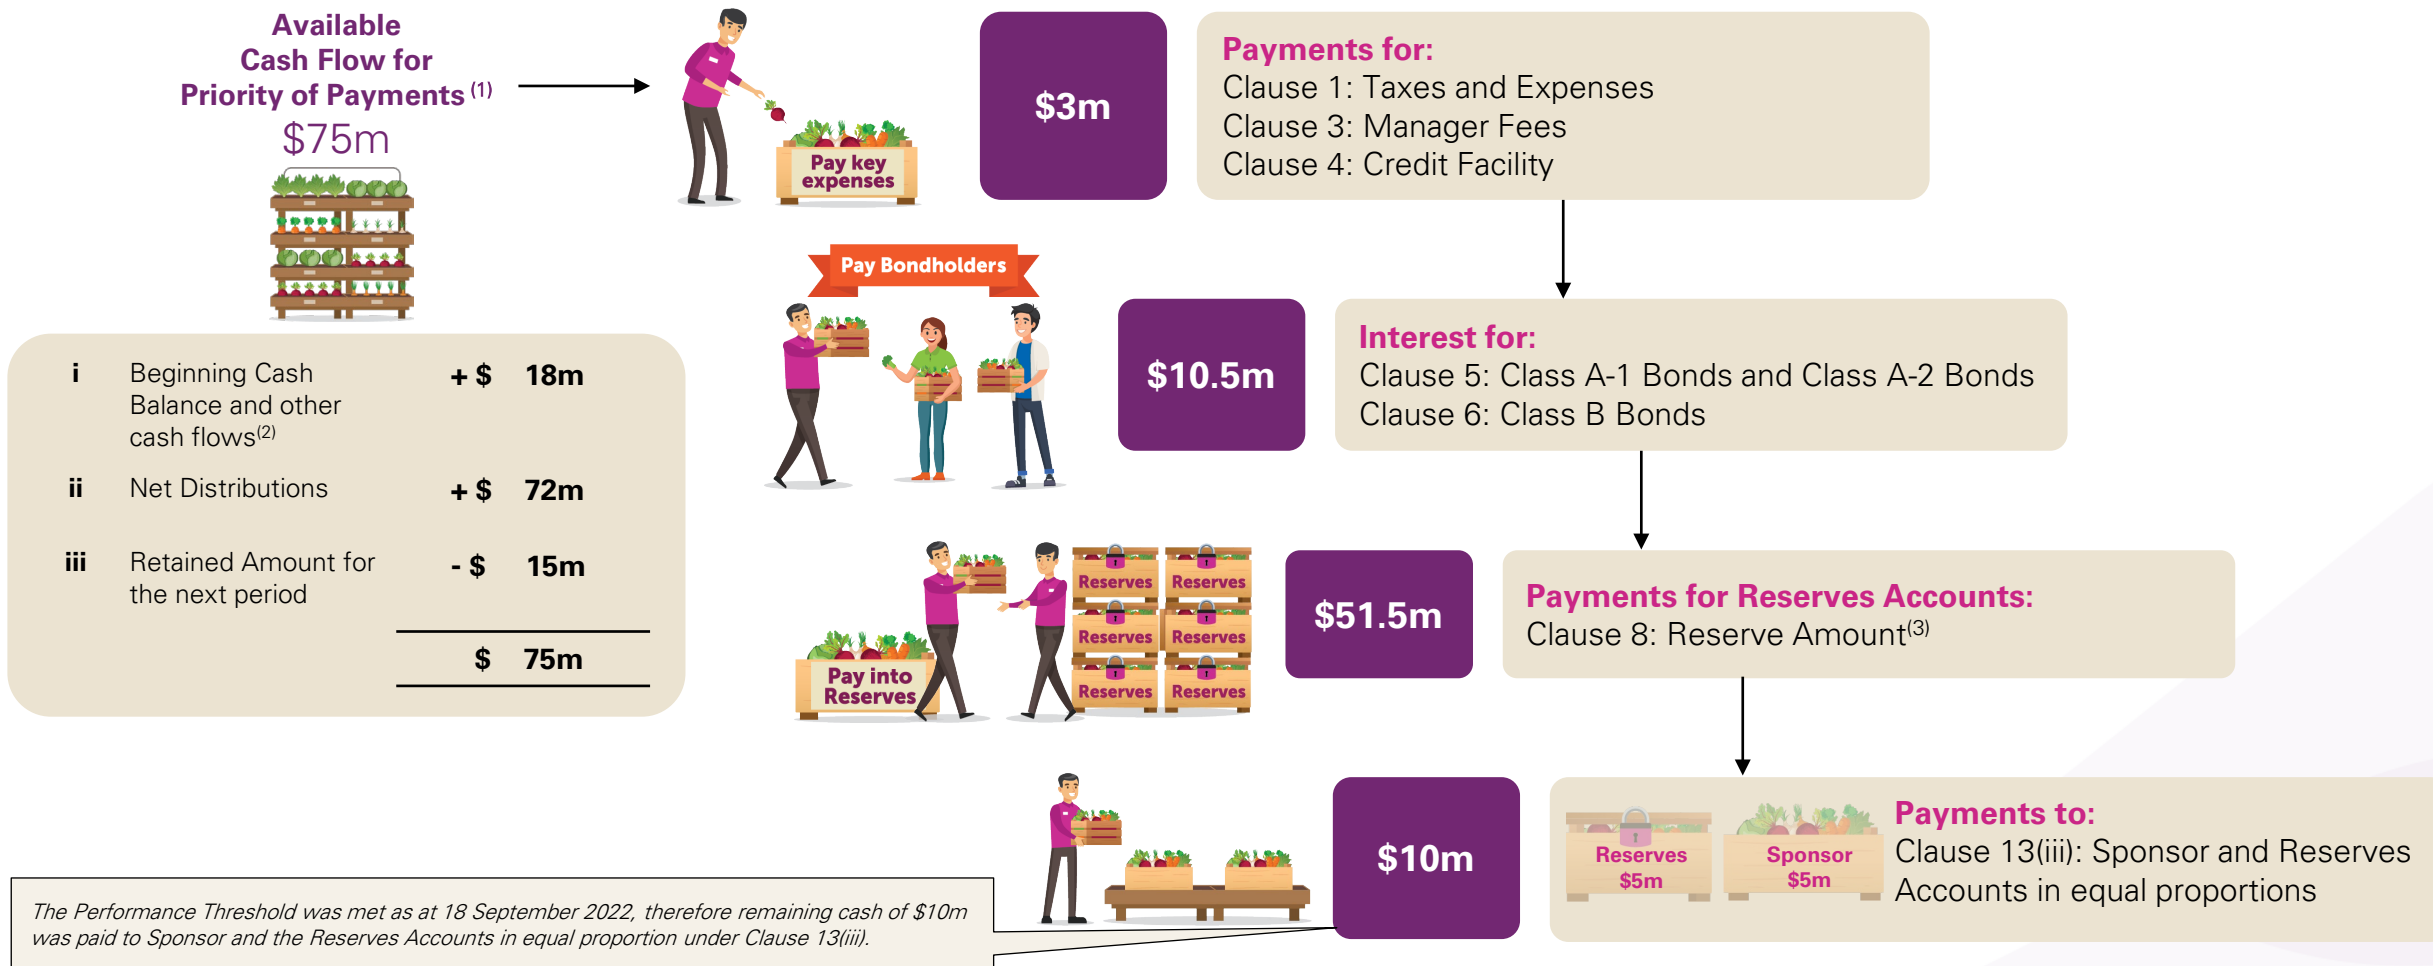 Available
Cash Flow for
Priority of Payments (1)
$75m
i Beginning Cash + $ 18m
Balance and other
cash flows(2)
ii Net Distributions + $ 72m
iii Retained Amount for - $ 15m
the next period
$ 75m
Pay key
expenses
$3m
Payments for:
Clause 1: Taxes and Expenses
Clause 3: Manager Fees
Clause 4: Credit Facility
Pay Bondholders
$10.5m
Interest for:
Clause 5: Class A-1 Bonds and Class A-2 Bonds
Clause 6: Class B Bonds
Pay into
Reserves
Reserves Reserves
Reserves Reserves
Reserves Reserves
$51.5m
Payments for Reserves Accounts:
Clause 8: Reserve Amount(3)
$10m
Reserves
$5m
Sponsor
$5m
Payments to:
Clause 13(iii): Sponsor and Reserves
Accounts in equal proportions
The Performance Threshold was met as at 18 September 2022, therefore remaining cash of $10m
was paid to Sponsor and the Reserves Accounts in equal proportion under Clause 13(iii).